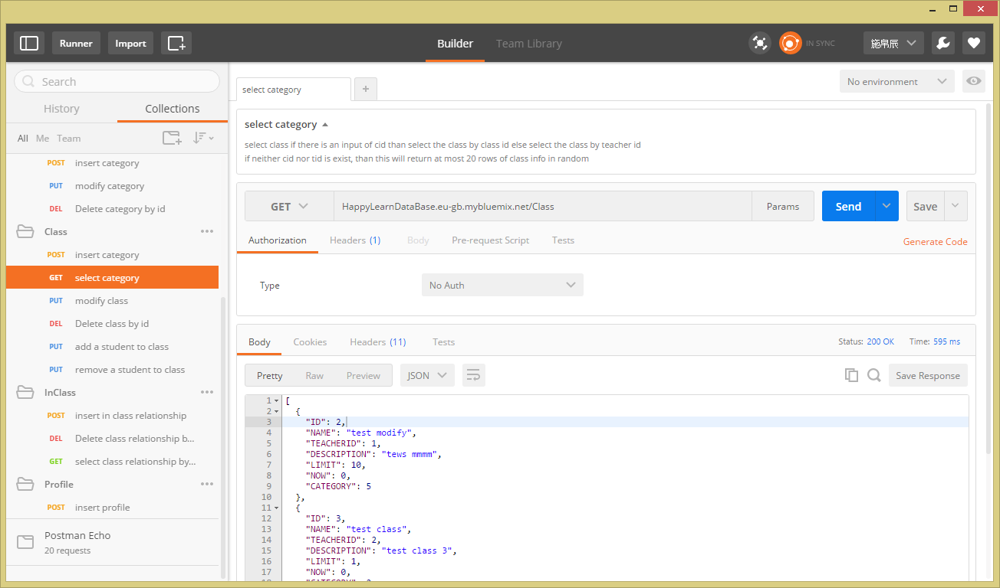 Runner
Import
Builder
Team Library
IN SYNC
施帛辰
Search
History
Collections
All Me Team
POST insert category
PUT modify category
DEL Delete category by id
Class
POST insert category
GET select category
PUT modify class
DEL Delete class by id
PUT add a student to class
PUT remove a student to class
InClass
POST insert in class relationship
DEL Delete class relationship b...
GET select class relationship by...
Profile
POST insert profile
Postman Echo
20 requests
select category
+
No environment
select category
select class if there is an input of cid than select the class by class id else select the class by teacher id
if neither cid nor tid is exist, than this will return at most 20 rows of class info in random
GET
HappyLearnDataBase.eu-gb.mybluemix.net/Class
Params
Send
Save
Authorization Headers (1) Body Pre-request Script Tests
Generate Code
Type
No Auth
Body Cookies Headers (11) Tests
Status: 200 OK Time: 595 ms
Pretty Raw Preview
JSON
Save Response
1 [
2 {
3 "ID": 2,
4 "NAME": "test modify",
5 "TEACHERID": 1,
6 "DESCRIPTION": "tews mmmm",
7 "LIMIT": 10,
8 "NOW": 0,
9 "CATEGORY": 5
10 },
11 {
12 "ID": 3,
13 "NAME": "test class",
14 "TEACHERID": 2,
15 "DESCRIPTION": "test class 3",
16 "LIMIT": 1,
17 "NOW": 0,